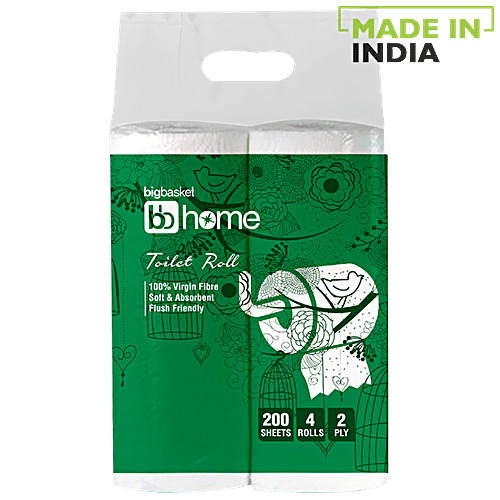 MADE IN
INDIA
bigbasket
bb home
Toilet Roll
100% Virgin Fibre
Soft & Absorbent
Flush Friendly
200 4 2
SHEETS ROLLS PLY